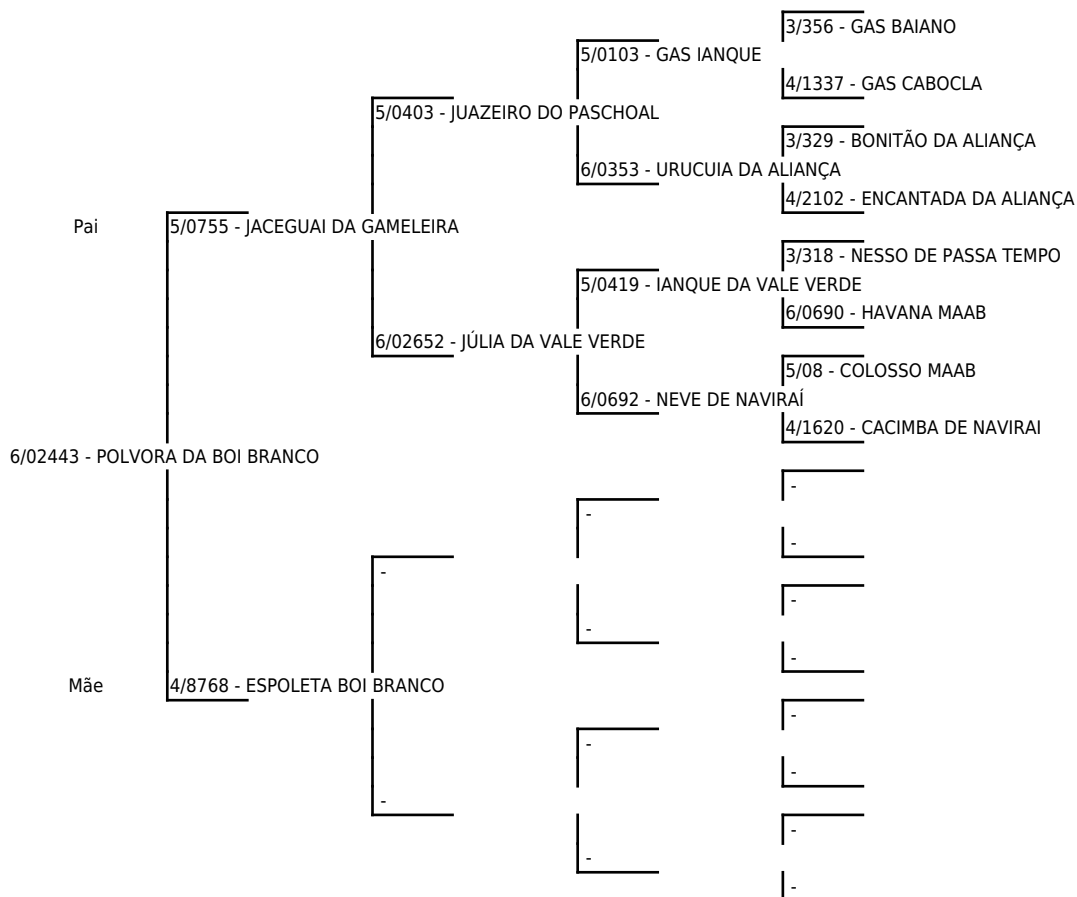 3/356 - GAS BAIANO
5/0103 - GAS IANQUE
4/1337 - GAS CABOCLA
5/0403 - JUAZEIRO DO PASCHOAL
3/329 - BONITÃO DA ALIANÇA
6/0353 - URUCUIA DA ALIANÇA
4/2102 - ENCANTADA DA ALIANÇA
Pai
5/0755 - JACEGUAI DA GAMELEIRA
3/318 - NESSO DE PASSA TEMPO
5/0419 - IANQUE DA VALE VERDE
6/0690 - HAVANA MAAB
6/02652 - JÚLIA DA VALE VERDE
5/08 - COLOSSO MAAB
6/0692 - NEVE DE NAVIRAÍ
4/1620 - CACIMBA DE NAVIRAI
6/02443 - POLVORA DA BOI BRANCO
-
-
-
-
-
-
-
Mãe
4/8768 - ESPOLETA BOI BRANCO
-
-
-
-
-
-
-